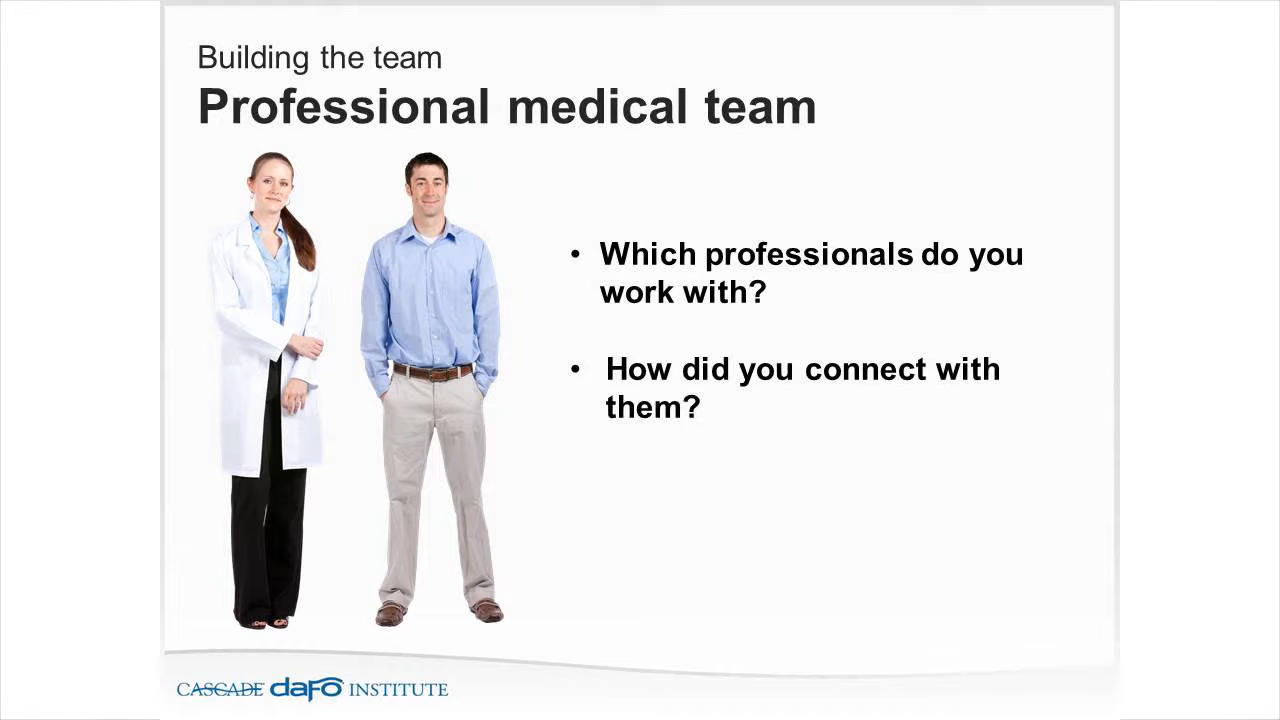 Building the team
Professional medical team
• Which professionals do you
work with?
• How did you connect with
them?
CASCADE dafo INSTITUTE